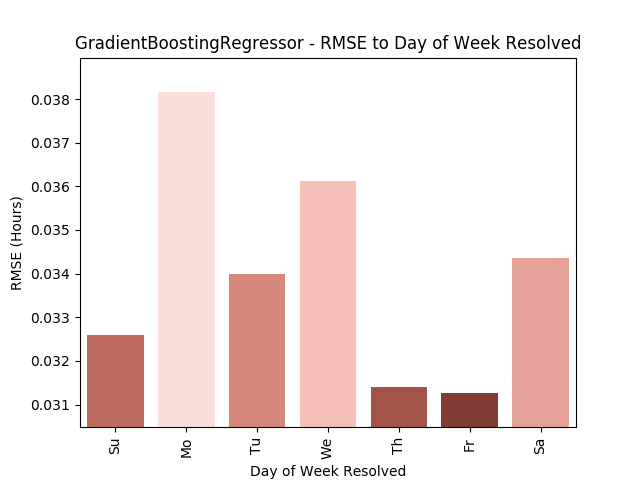 GradientBoostingRegressor - RMSE to Day of Week Resolved
RMSE (Hours)
0.038
0.037
0.036
0.035
0.034
0.033
0.032
0.031
Su Mo Tu We Th Fr Sa
Day of Week Resolved